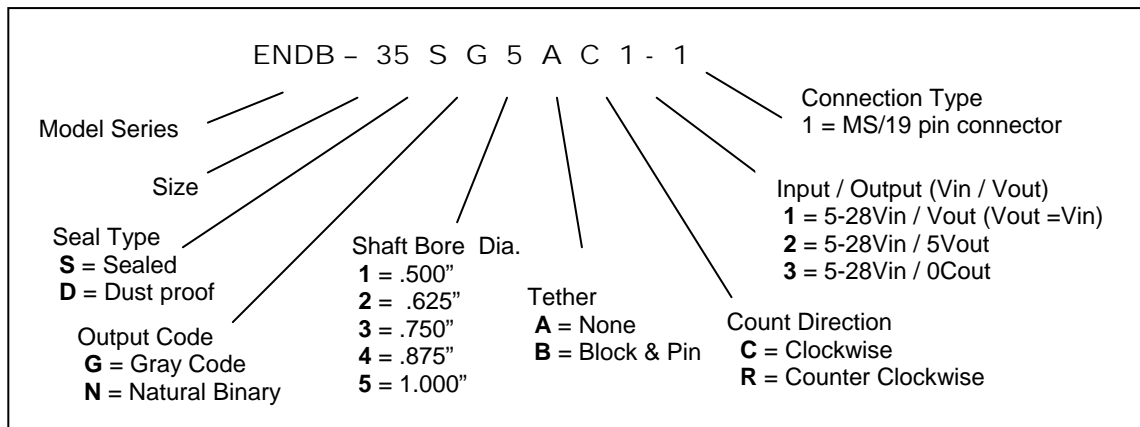 ENDB – 35 S G 5 A C 1 - 1
Model Series
Size
Seal Type
S = Sealed
D = Dust proof
Output Code
G = Gray Code
N = Natural Binary
Shaft Bore Dia.
1 = .500”
2 = .625”
3 = .750”
4 = .875”
5 = 1.000”
Tether
A = None
B = Block & Pin
Count Direction
C = Clockwise
R = Counter Clockwise
Input / Output (Vin / Vout)
1 = 5-28Vin / Vout (Vout =Vin)
2 = 5-28Vin / 5Vout
3 = 5-28Vin / 0Cout
Connection Type
1 = MS/19 pin connector